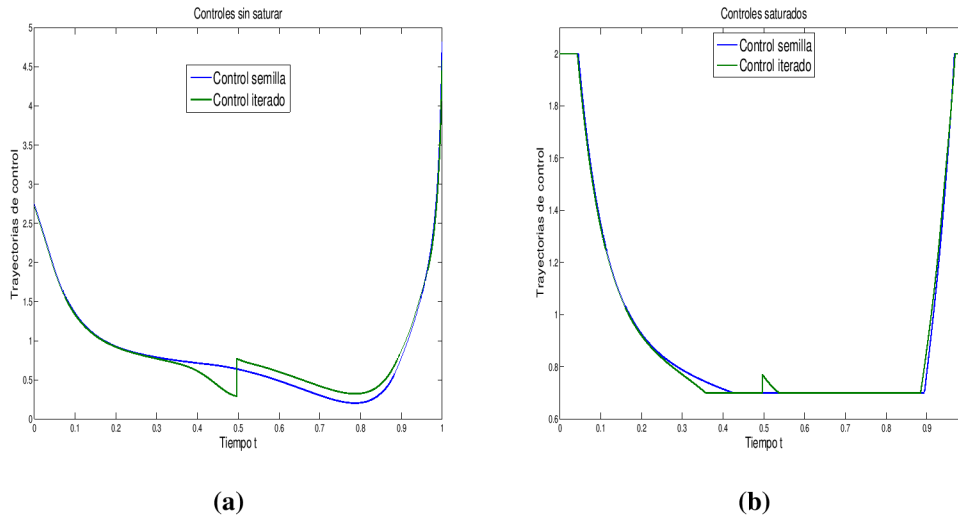 Controles sin saturar
5
4.5
4
3.5
3
2.5
2
1.5
1
0.5
0
Trayectorias de control
Control semilla
Control iterado
0 0.1 0.2 0.3 0.4 0.5 0.6 0.7 0.8 0.9 1
Tiempo t
(a)
Controles saturados
2
1.8
1.6
1.4
1.2
1
0.8
0.6
Trayectorias de control
Control semilla
Control iterado
0 0.1 0.2 0.3 0.4 0.5 0.6 0.7 0.8 0.9
Tiempo t
(b)